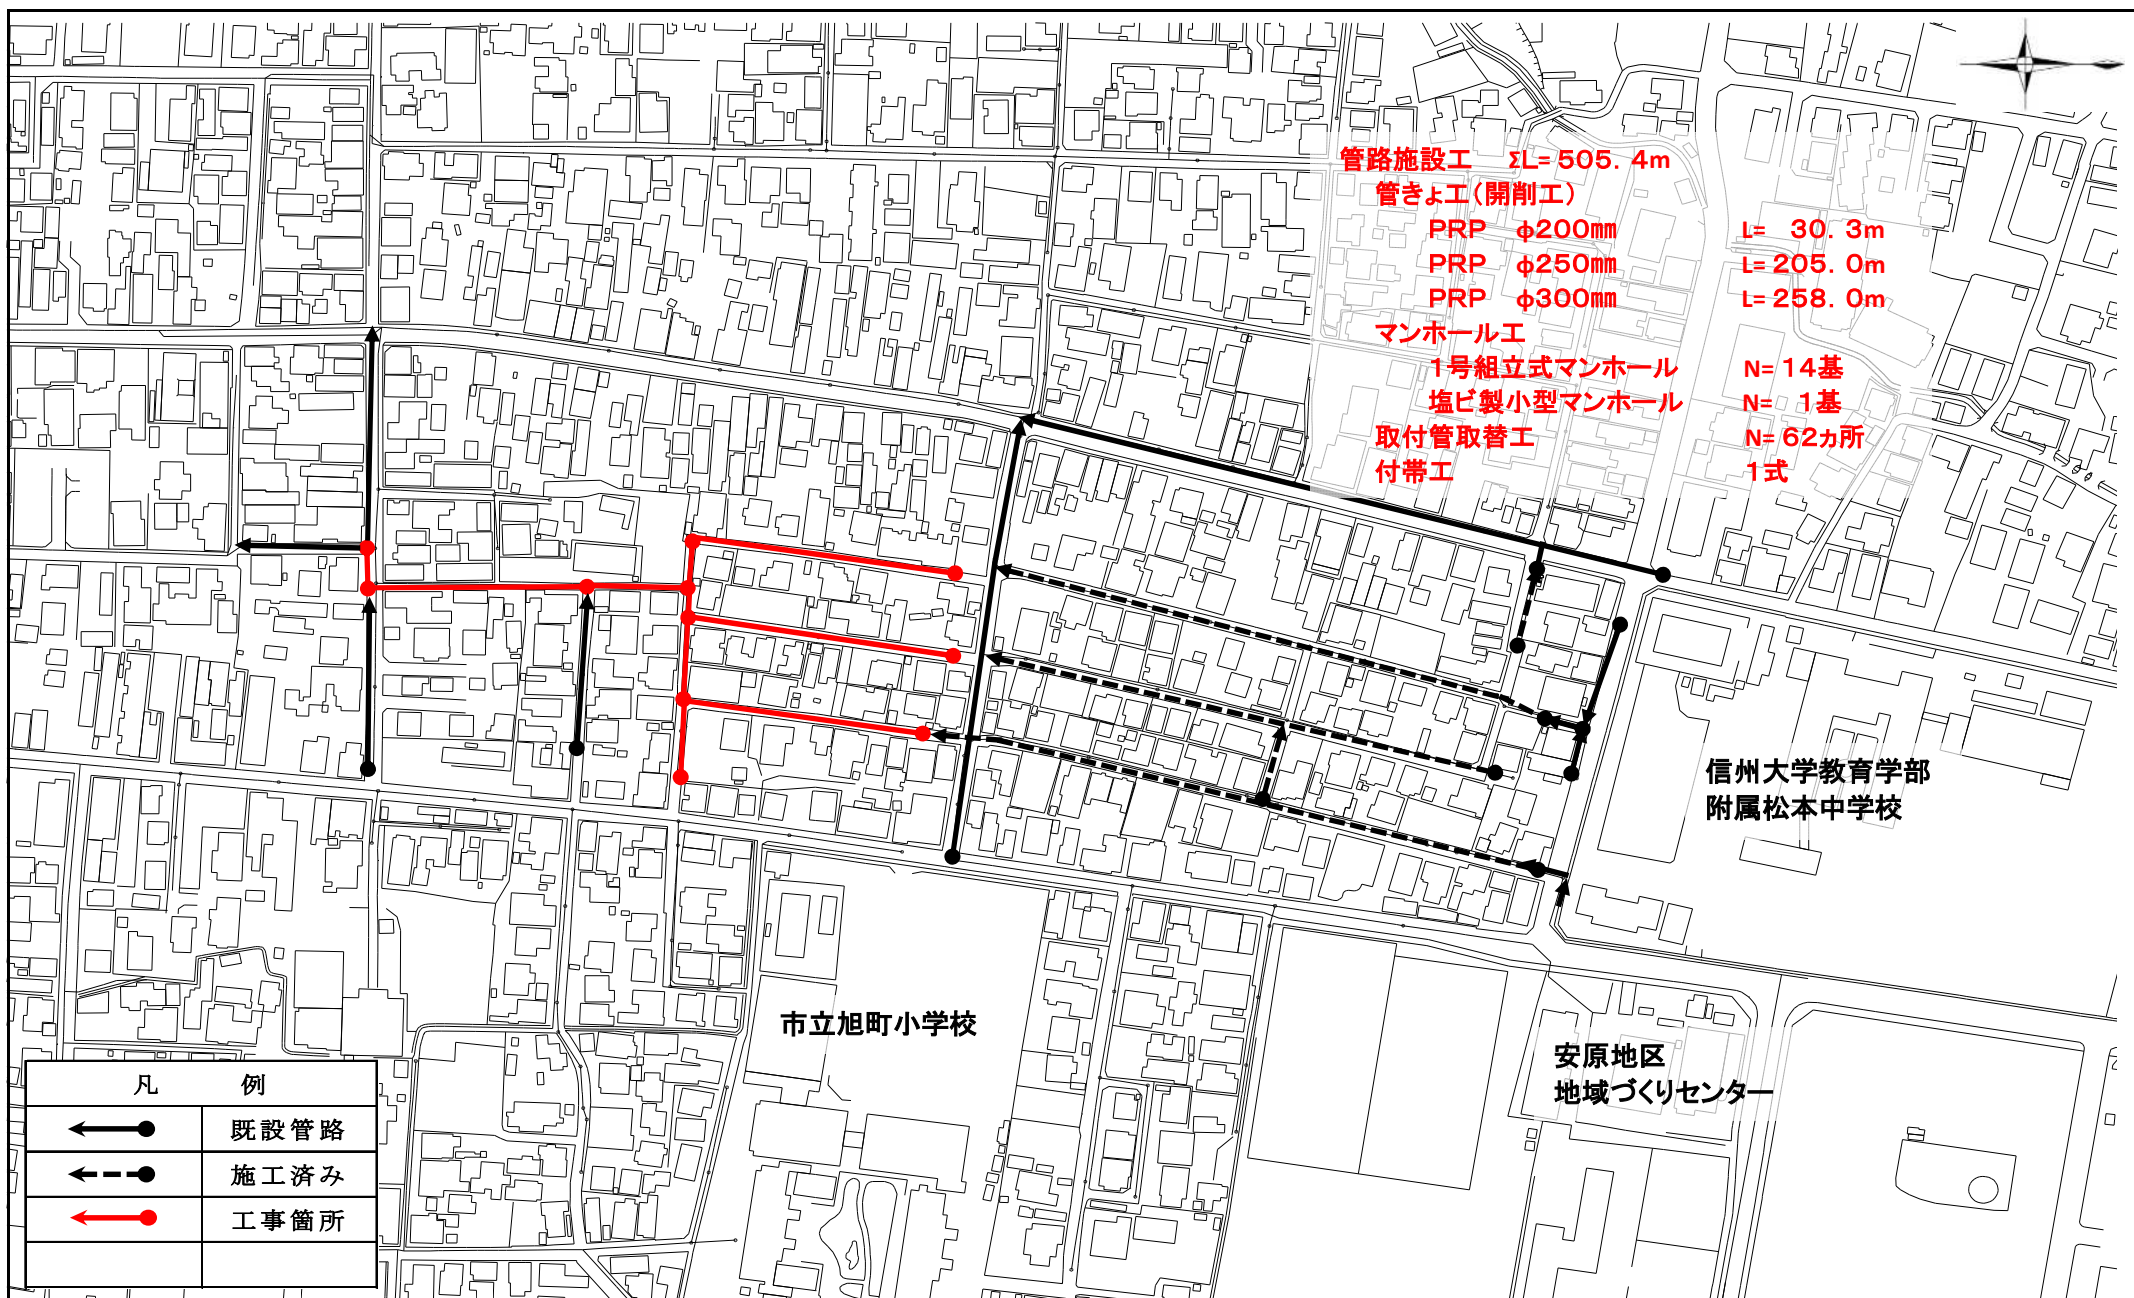 管路施設工 ΣL=505.4m
管きょ工(開削工)
PRP φ200㎜ L= 30.3m
PRP φ250㎜ L=205.0m
PRP φ300㎜ L=258.0m
マンホール工
1号組立式マンホール N=14基
塩ビ製小型マンホール N= 1基
取付管取替工 N=62ヵ所
付帯工 1式
信州大学教育学部
附属松本中学校
市立旭町小学校
安原地区
地域づくりセンター
凡 例
既設管路
施工済み
工事箇所